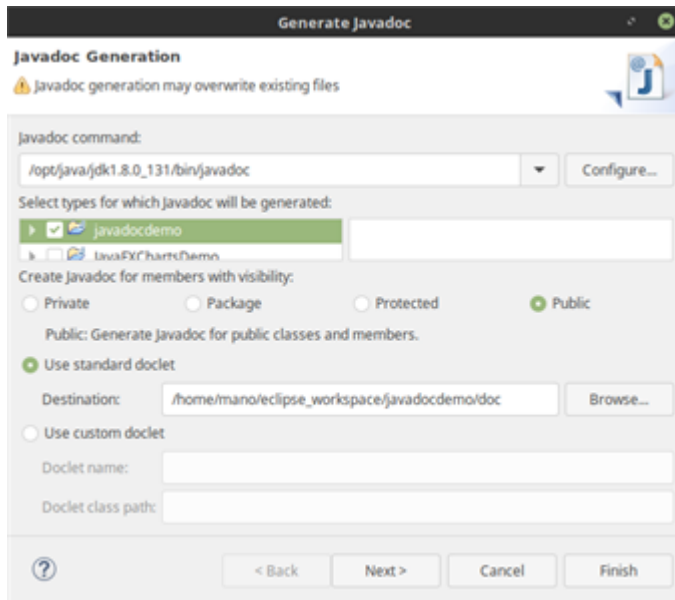 Generate Javadoc
Javadoc Generation
Javadoc generation may overwrite existing files
Javadoc command:
/opt/java/jdk1.8.0_131/bin/javadoc Configure...
Select types for which Javadoc will be generated:
javadocdemo
JavaFXChartsDemo
Create Javadoc for members with visibility:
Private Package Protected Public
Public: Generate Javadoc for public classes and members.
Use standard doclet
Destination: /home/mano/eclipse_workspace/javadocdemo/doc Browse...
Use custom doclet
Doclet name:
Doclet class path:
? < Back Next > Cancel Finish